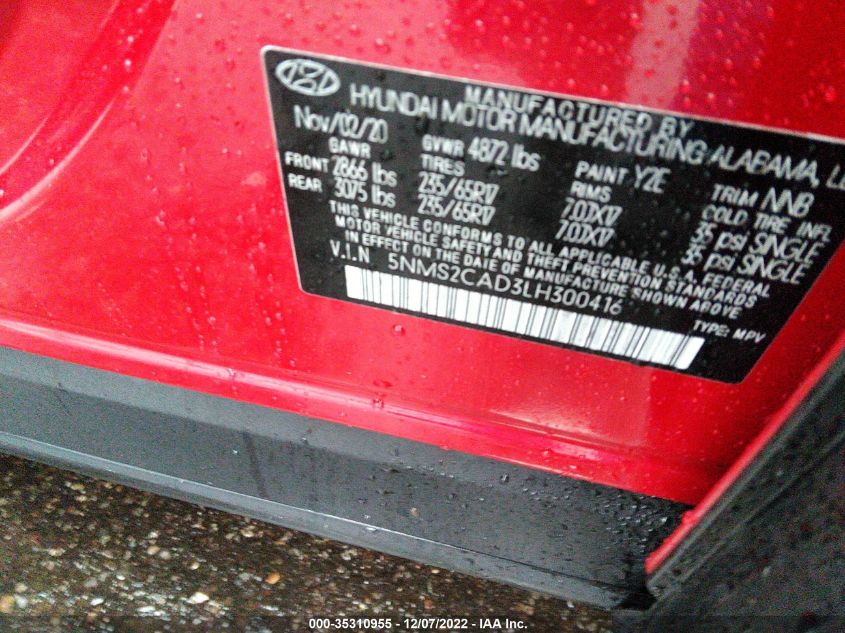 MANUFACTURED BY
HYUNDAI MOTOR MANUFACTURING ALABAMA,
Nov/02/20 GVWR 4872 lbs PAINT Y2E TRIM NNB
GAWR TIRES RIMS COLD TIRE INFL
FRONT 2866 lbs 235/65R17 7.0JX17 35 psi SINGLE
REAR 3075 lbs 235/65R17 7.0JX17 35 psi SINGLE
THIS VEHICLE CONFORMS TO ALL APPLICABLE U.S.A. FEDERAL
MOTOR VEHICLE SAFETY AND THEFT PREVENTION STANDARDS
IN EFFECT ON THE DATE OF MANUFACTURE SHOWN ABOVE
V.I.N 5NMS2CAD3LH300416
TYPE: MPV
000-35310955 - 12/07/2022 - IAA Inc.